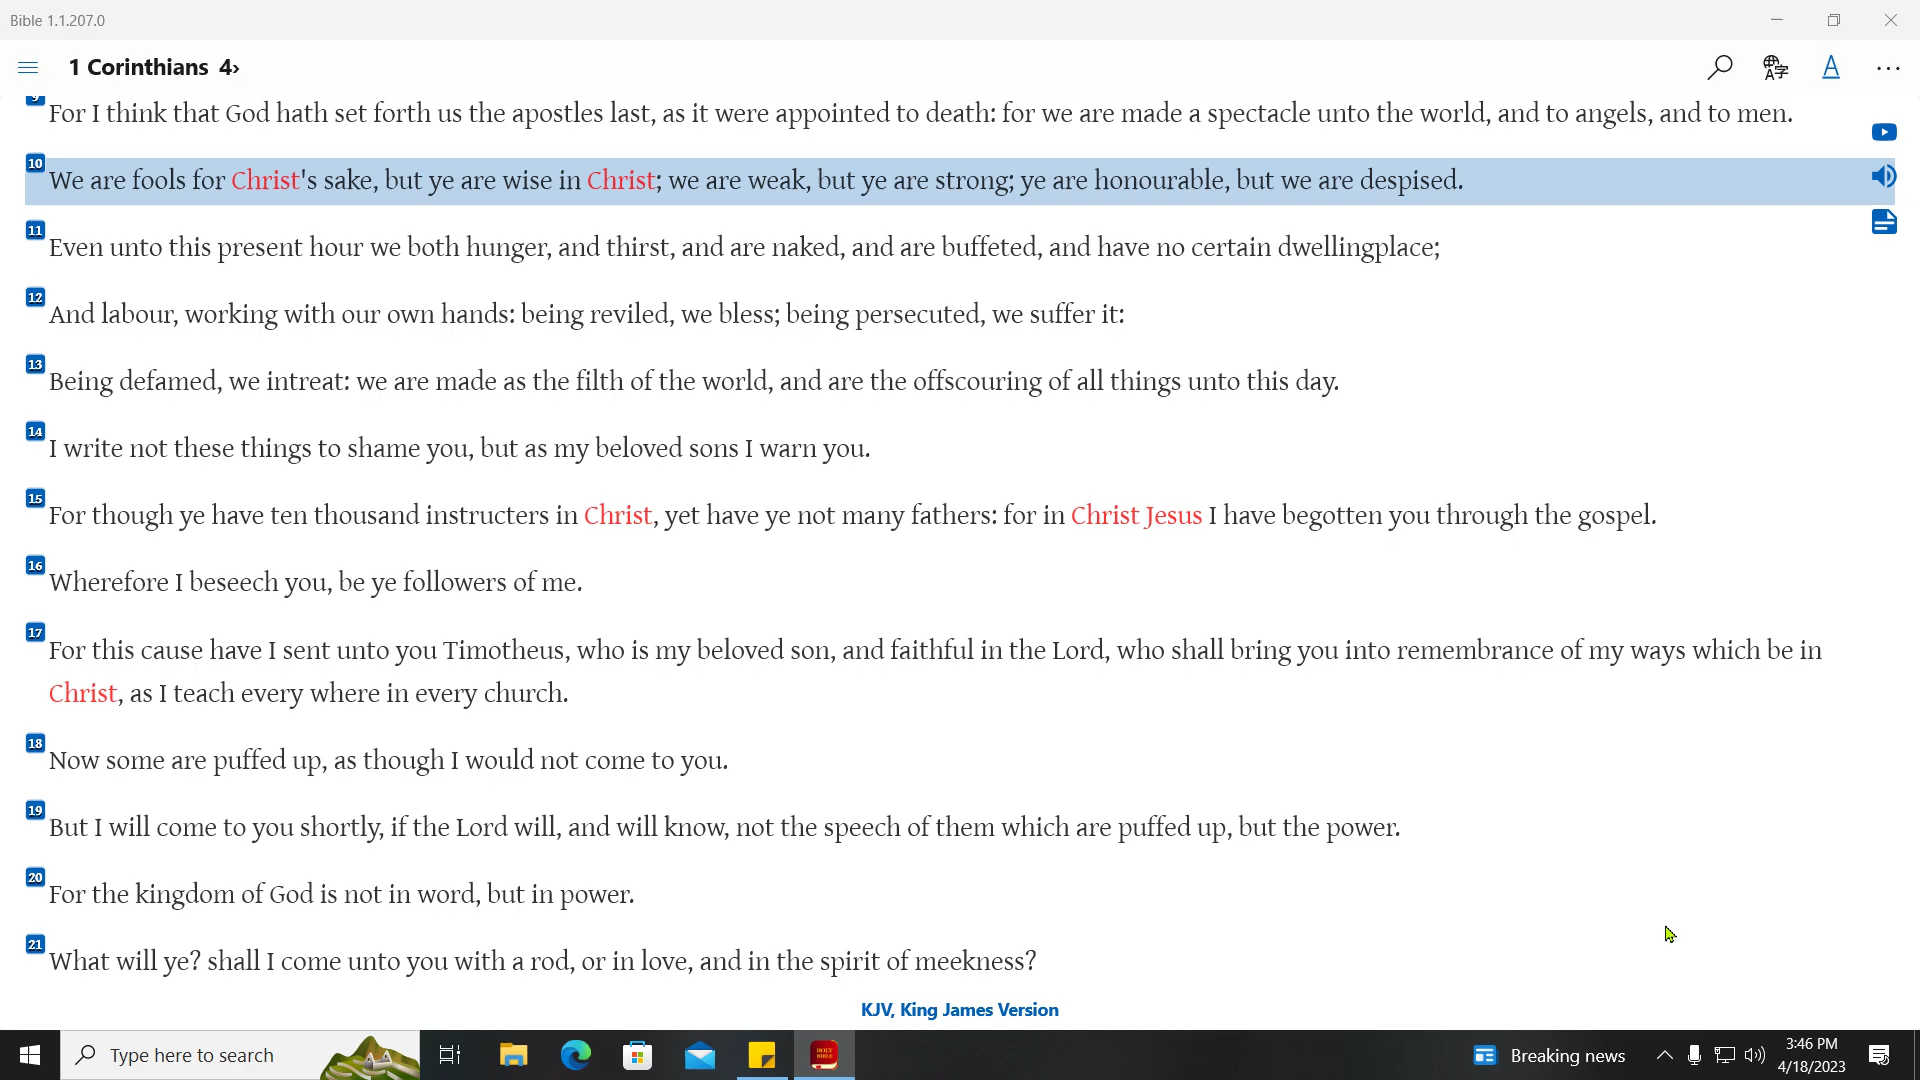 Bible 1.1.207.0
1 Corinthians 4›
9 For I think that God hath set forth us the apostles last, as it were appointed to death: for we are made a spectacle unto the world, and to angels, and to men.
10 We are fools for Christ's sake, but ye are wise in Christ; we are weak, but ye are strong; ye are honourable, but we are despised.
11 Even unto this present hour we both hunger, and thirst, and are naked, and are buffeted, and have no certain dwellingplace;
12 And labour, working with our own hands: being reviled, we bless; being persecuted, we suffer it:
13 Being defamed, we intreat: we are made as the filth of the world, and are the offscouring of all things unto this day.
14 I write not these things to shame you, but as my beloved sons I warn you.
15 For though ye have ten thousand instructers in Christ, yet have ye not many fathers: for in Christ Jesus I have begotten you through the gospel.
16 Wherefore I beseech you, be ye followers of me.
17 For this cause have I sent unto you Timotheus, who is my beloved son, and faithful in the Lord, who shall bring you into remembrance of my ways which be in
Christ, as I teach every where in every church.
18 Now some are puffed up, as though I would not come to you.
19 But I will come to you shortly, if the Lord will, and will know, not the speech of them which are puffed up, but the power.
20 For the kingdom of God is not in word, but in power.
21 What will ye? shall I come unto you with a rod, or in love, and in the spirit of meekness?
KJV, King James Version
Type here to search
HOLY BIBLE
Breaking news
3:46 PM
4/18/2023